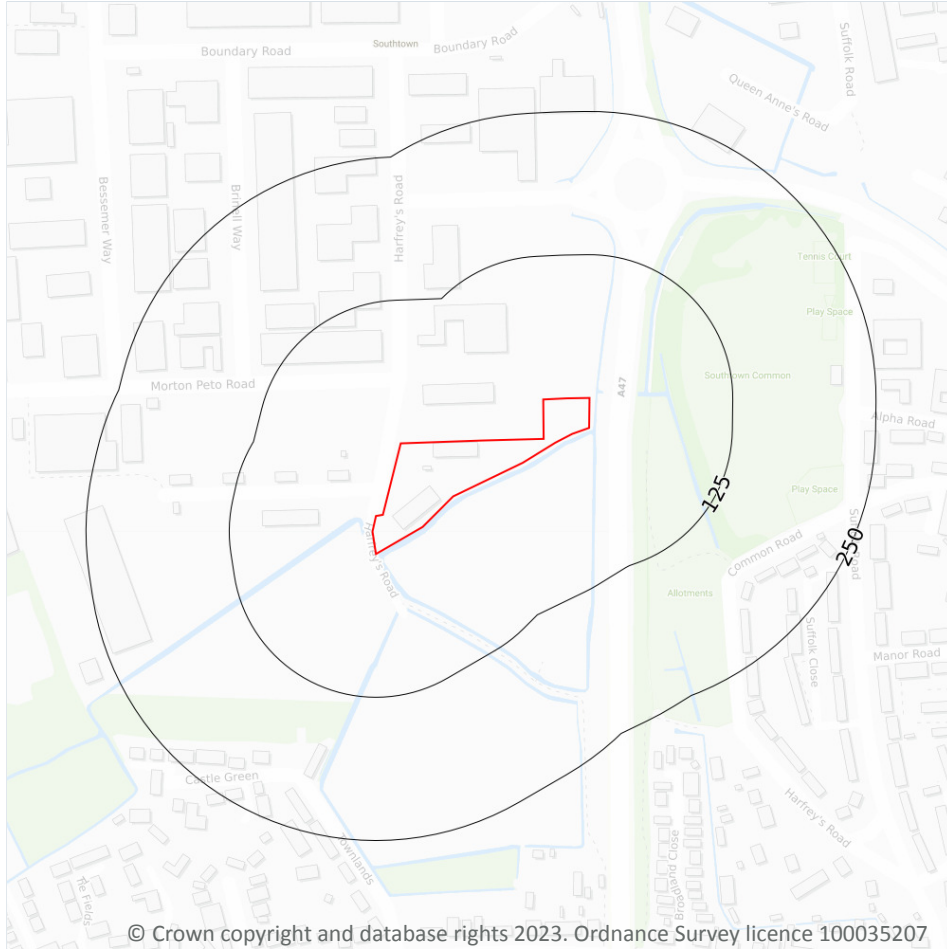 Boundary Road
Southtown
Boundary Road
Suffolk Road
Queen Anne's Road
Bessemer Way
Britell Way
Harfrey's Road
Tennis Court
Play Space
Morton Peto Road
A47
Southtown Common
Alpha Road
125
Play Space
250
Road
Harfrey's Road
Common Road
Allotments
Suffolk Close
Manor Road
Castle Green
Harfrey's Road
Broadland Close
Tile Fields
© Crown copyright and database rights 2023. Ordnance Survey licence 100035207.